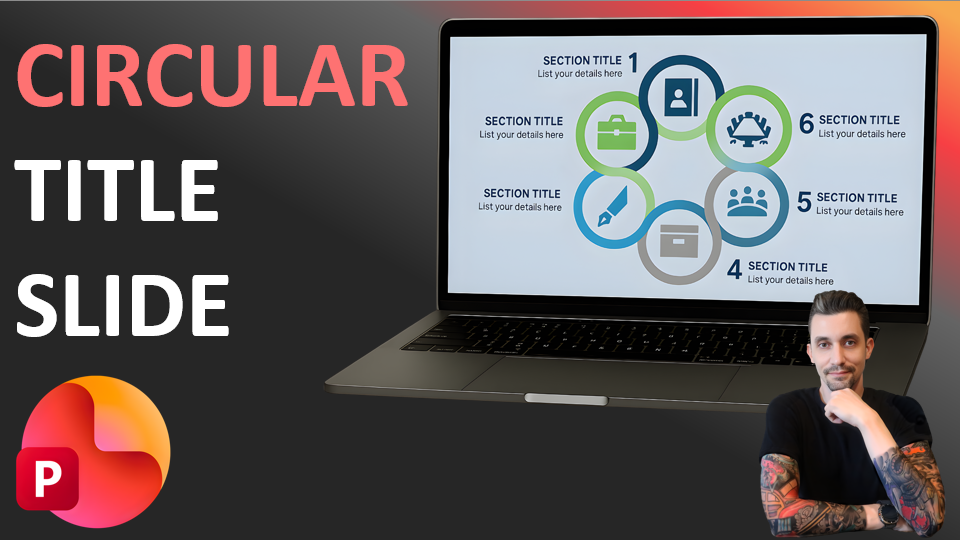 CIRCULAR
TITLE
SLIDE
P
SECTION TITLE 1
List your details here
SECTION TITLE
List your details here
SECTION TITLE
List your details here
6 SECTION TITLE
List your details here
5 SECTION TITLE
List your details here
4 SECTION TITLE
List your details here